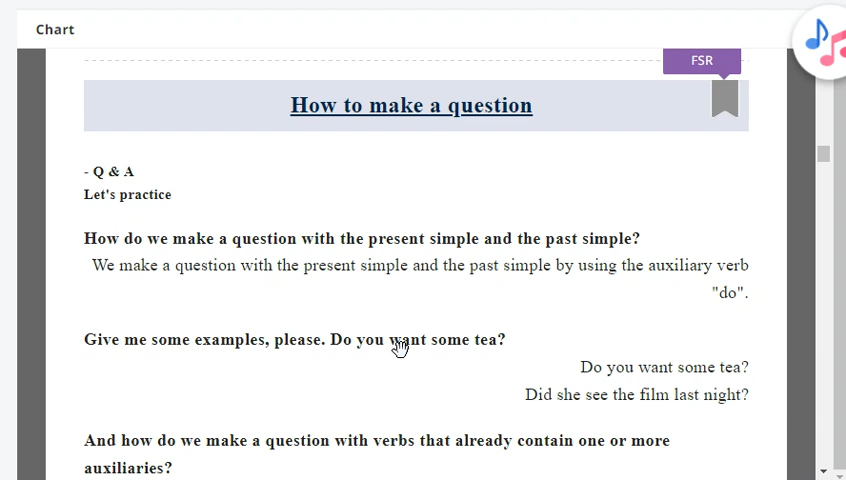 Chart
FSR
How to make a question
- Q & A
Let's practice
How do we make a question with the present simple and the past simple?
We make a question with the present simple and the past simple by using the auxiliary verb
"do".
Give me some examples, please. Do you want some tea?
Do you want some tea?
Did she see the film last night?
And how do we make a question with verbs that already contain one or more
auxiliaries?